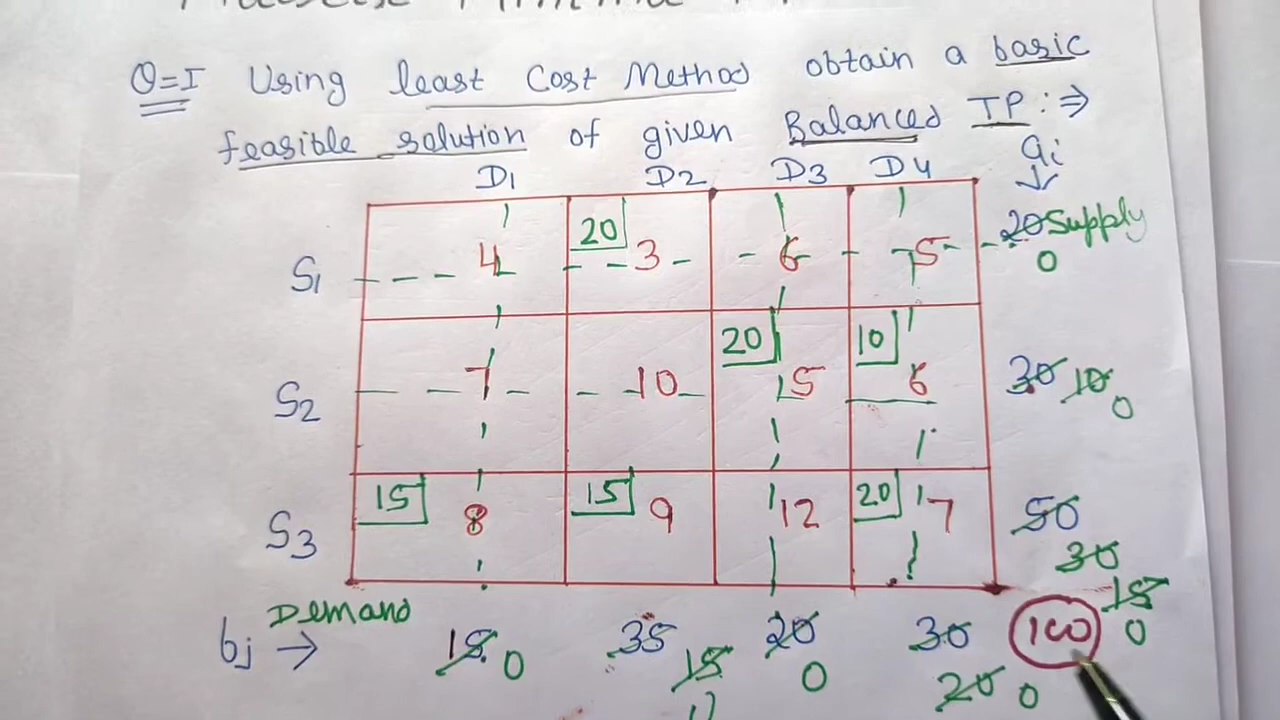 Q=I Using least Cost Method obtain a basic
feasible solution of given Balanced TP :⇒
D1 D2 D3 D4 ai ↓
S1 4 20 3 6 5 20 Supply 0
S2 7 10 20 5 10 6 30 10 0
S3 15 8 15 9 12 20 7 50 30 15 0
Demand
bj → 15 0 35 15 20 0 30 20 0 100